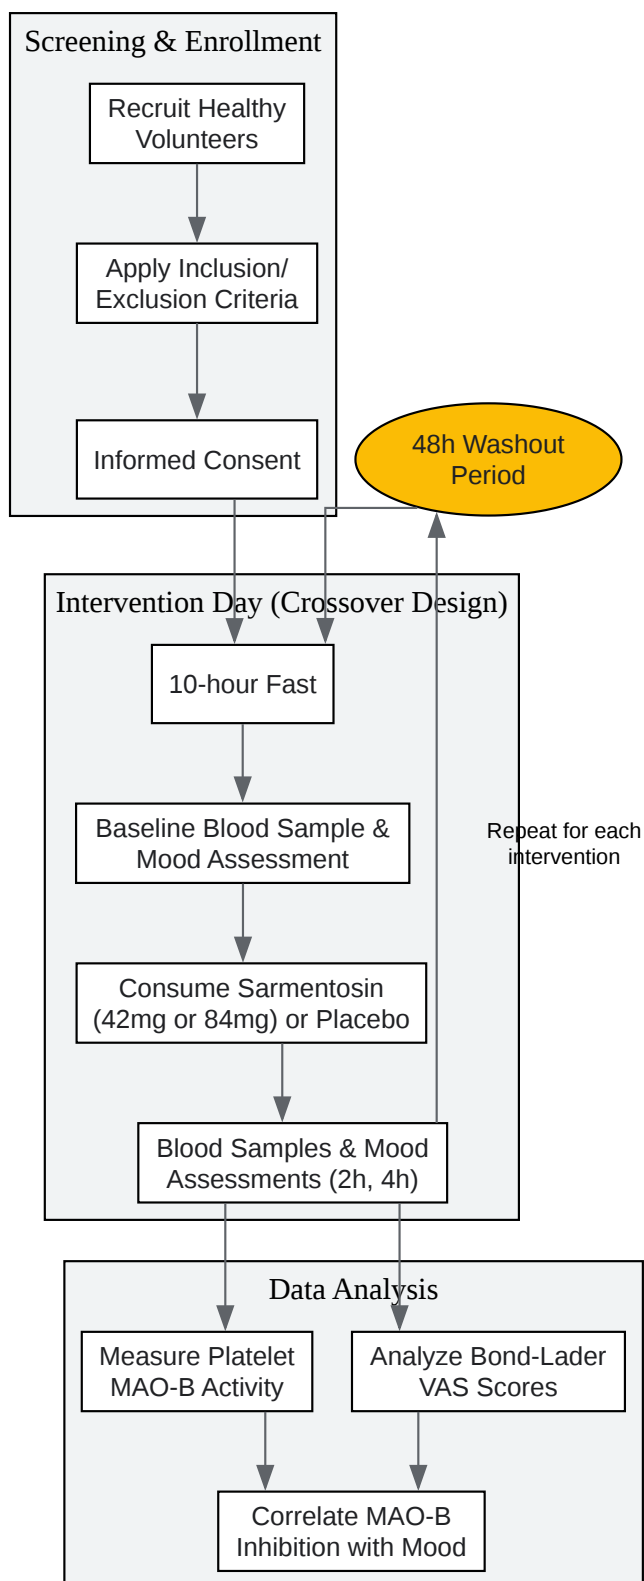 Screening & Enrollment
Recruit Healthy
Volunteers
Apply Inclusion/
Exclusion Criteria
Informed Consent
48h Washout
Period
Intervention Day (Crossover Design)
10-hour Fast
Baseline Blood Sample &
Mood Assessment
Repeat for each
intervention
Consume Sarmentosin
(42mg or 84mg) or Placebo
Blood Samples & Mood
Assessments (2h, 4h)
Data Analysis
Measure Platelet
MAO-B Activity
Analyze Bond-Lader
VAS Scores
Correlate MAO-B
Inhibition with Mood